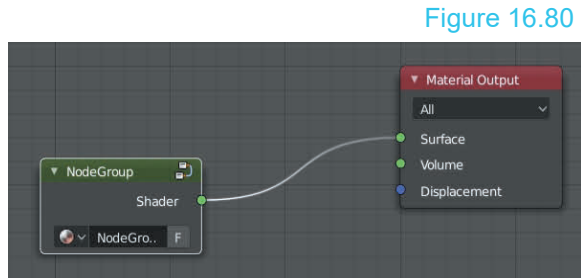 Figure 16.80
Material Output
All
Surface
NodeGroup
Volume
Shader
Displacement
NodeGro.. F